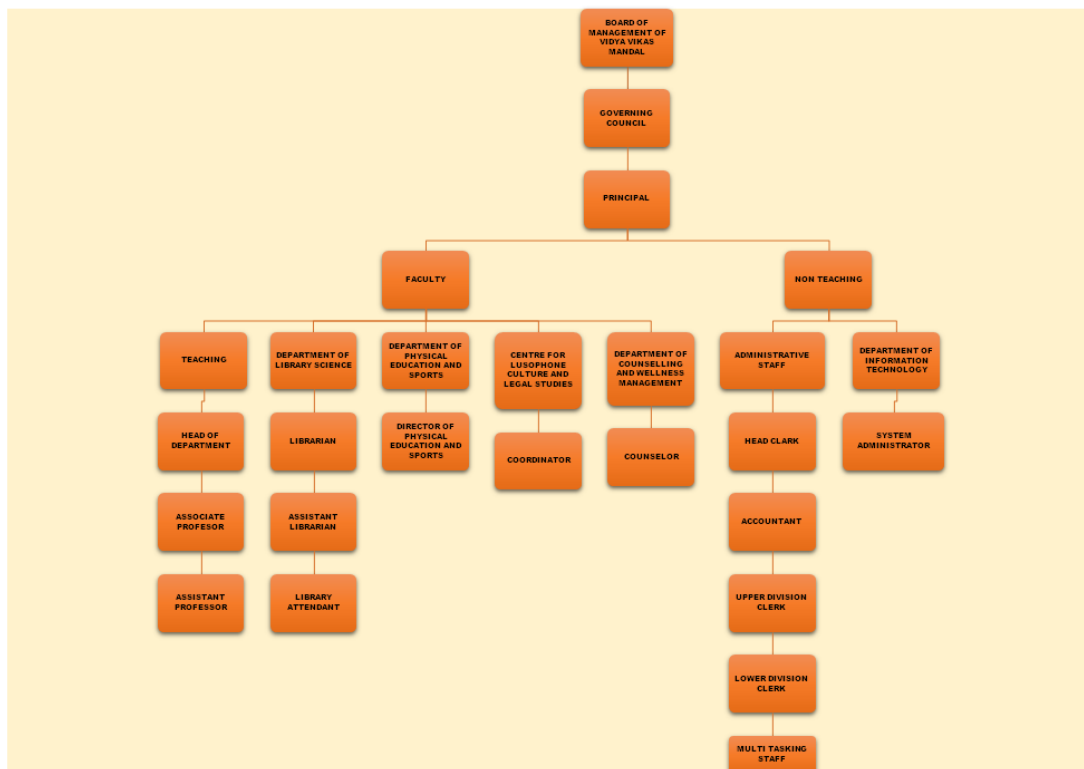 BOARD OF
MANAGEMENT OF
VIDYA VIKAS
MANDAL
GOVERNING
COUNCIL
PRINCIPAL
FACULTY
NON TEACHING
TEACHING
DEPARTMENT OF
LIBRARY SCIENCE
DEPARTMENT OF
PHYSICAL
EDUCATION AND
SPORTS
CENTRE FOR
LUSOPHONE
CULTURE AND
LEGAL STUDIES
DEPARTMENT OF
COUNSELLING
AND WELLNESS
MANAGEMENT
ADMINISTRATIVE
STAFF
DEPARTMENT OF
INFORMATION
TECHNOLOGY
HEAD OF
DEPARTMENT
LIBRARIAN
DIRECTOR OF
PHYSICAL
EDUCATION AND
SPORTS
COORDINATOR
COUNSELOR
HEAD CLARK
SYSTEM
ADMINISTRATOR
ASSOCIATE
PROFESOR
ASSISTANT
LIBRARIAN
ACCOUNTANT
ASSISTANT
PROFESSOR
LIBRARY
ATTENDANT
UPPER DIVISION
CLERK
LOWER DIVISION
CLERK
MULTI TASKING
STAFF